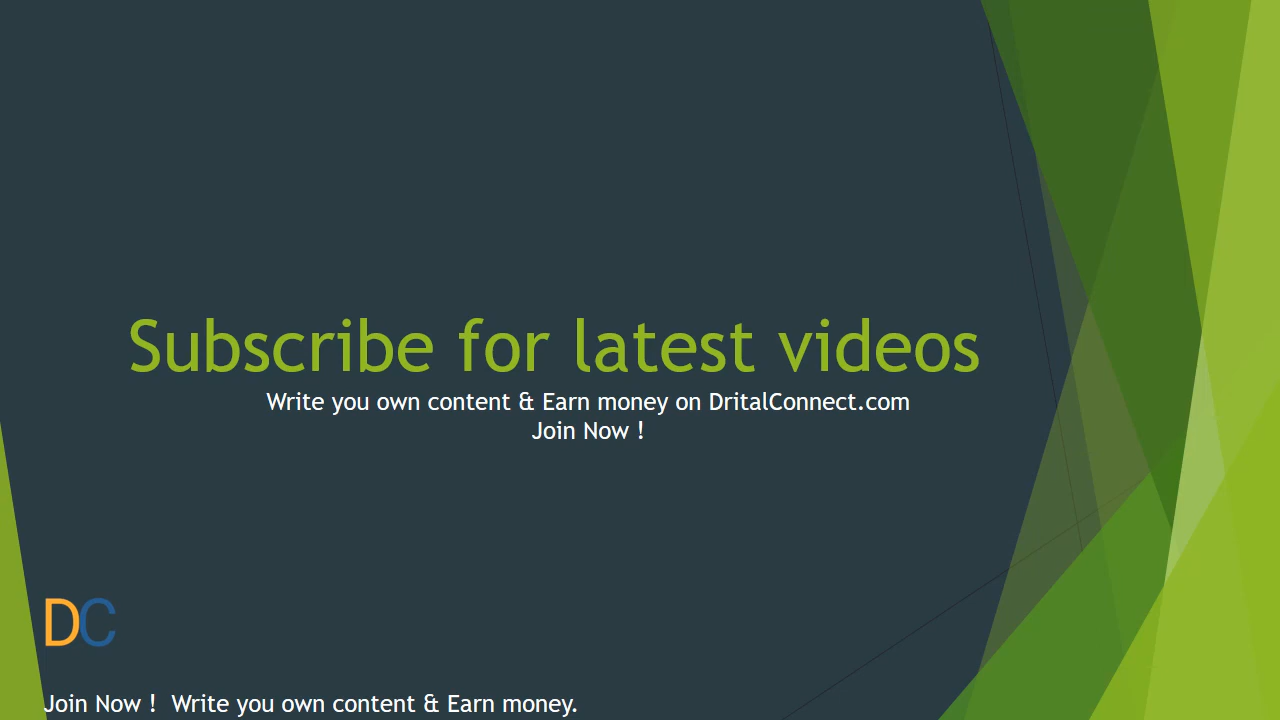 Subscribe for latest videos
Write you own content & Earn money on DritalConnect.com
Join Now !
DC
Join Now !  Write you own content & Earn money.